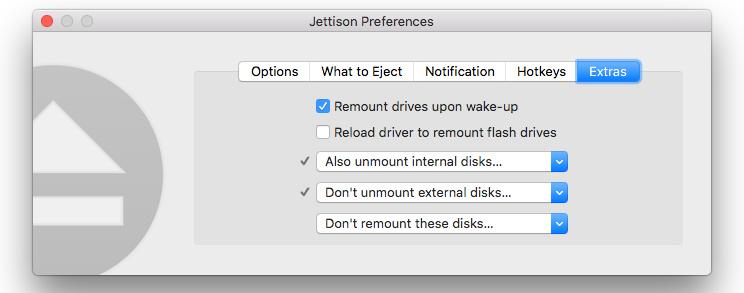 Jettison Preferences
Options What to Eject Notification Hotkeys Extras
Remount drives upon wake-up
Reload driver to remount flash drives
Also unmount internal disks...
Don't unmount external disks...
Don't remount these disks...